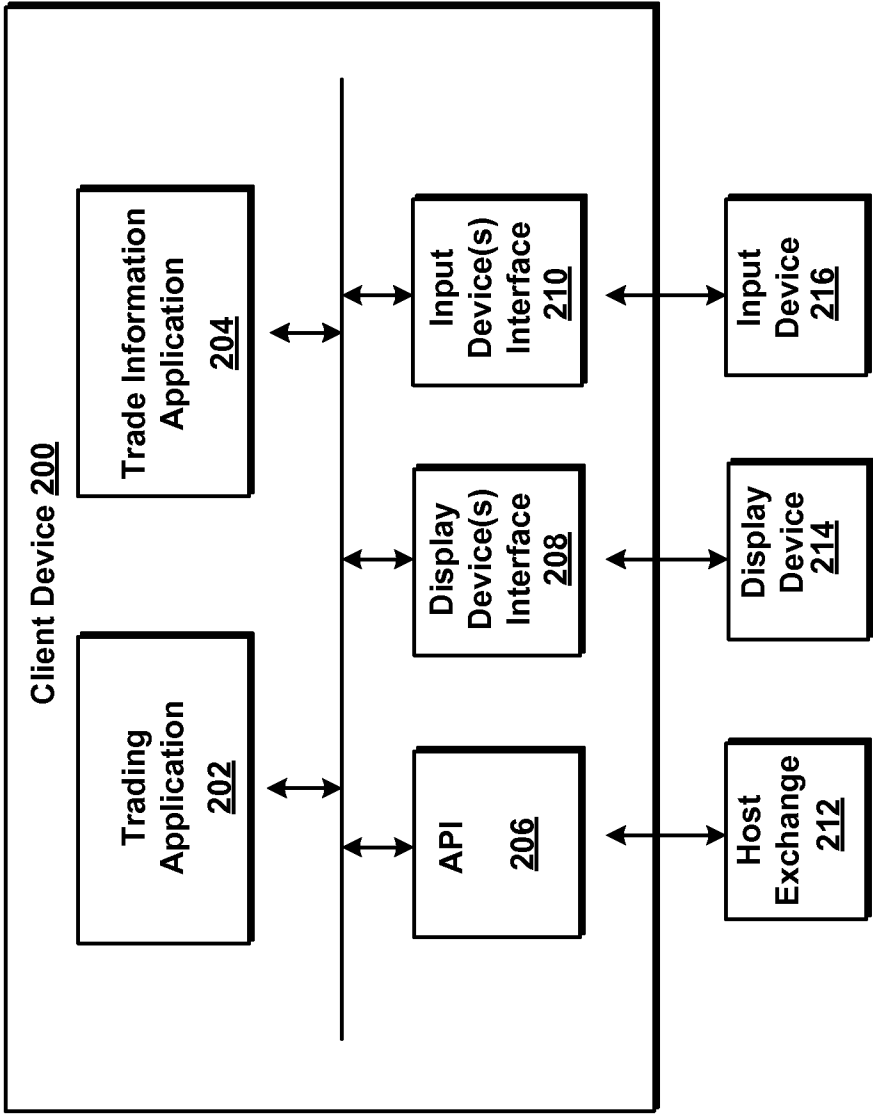 Client Device 200
Trading
Application
202
Trade Information
Application
204
API
206
Display
Device(s)
Interface
208
Input
Device(s)
Interface
210
Host
Exchange
212
Display
Device
214
Input
Device
216